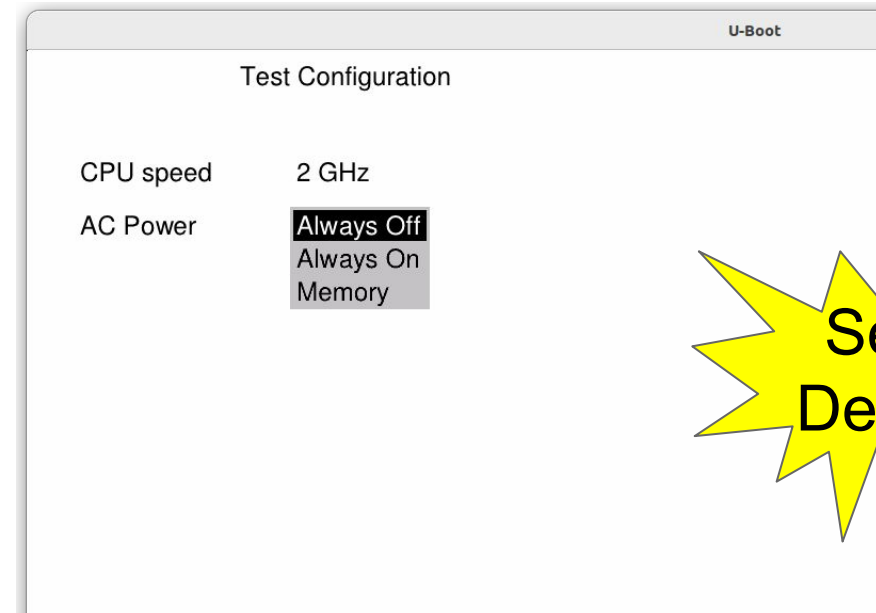 U-Boot
Test Configuration
CPU speed 2 GHz
AC Power Always Off
Always On
Memory